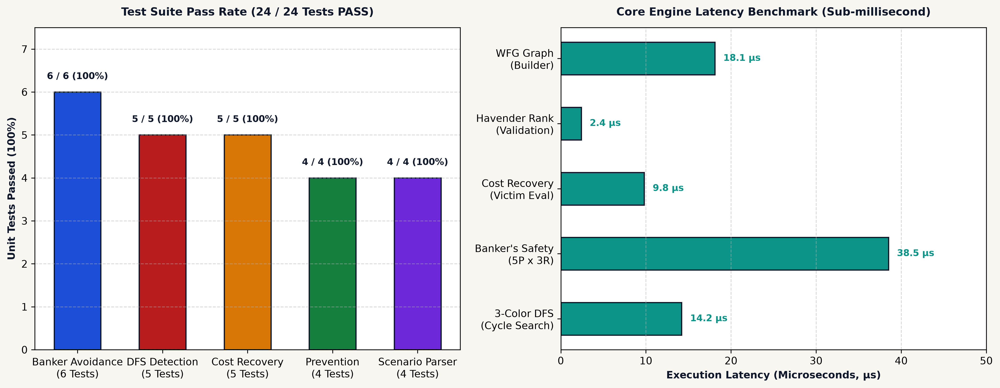 Test Suite Pass Rate (24 / 24 Tests PASS)
Unit Tests Passed (100%)
7
6
5
4
3
2
1
0
6 / 6 (100%)
5 / 5 (100%)
5 / 5 (100%)
4 / 4 (100%)
4 / 4 (100%)
Banker Avoidance
(6 Tests)
DFS Detection
(5 Tests)
Cost Recovery
(5 Tests)
Prevention
(4 Tests)
Scenario Parser
(4 Tests)
Core Engine Latency Benchmark (Sub-millisecond)
WFG Graph
(Builder)
18.1 µs
Havender Rank
(Validation)
2.4 µs
Cost Recovery
(Victim Eval)
9.8 µs
Banker's Safety
(5P x 3R)
38.5 µs
3-Color DFS
(Cycle Search)
14.2 µs
0
10
20
30
40
50
Execution Latency (Microseconds, µs)